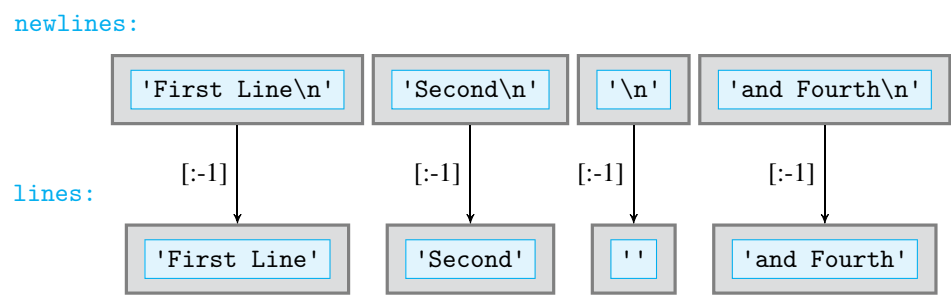 newlines:
'First Line\n' 'Second\n' '\n' 'and Fourth\n'
[:-1] [:-1] [:-1] [:-1]
lines:
'First Line' 'Second' '' 'and Fourth'